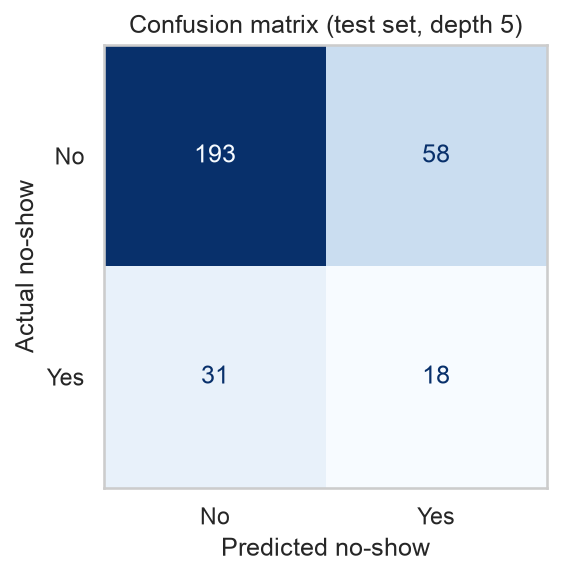 Confusion matrix (test set, depth 5)
Actual no-show
No
193
58
Yes
31
18
No
Yes
Predicted no-show